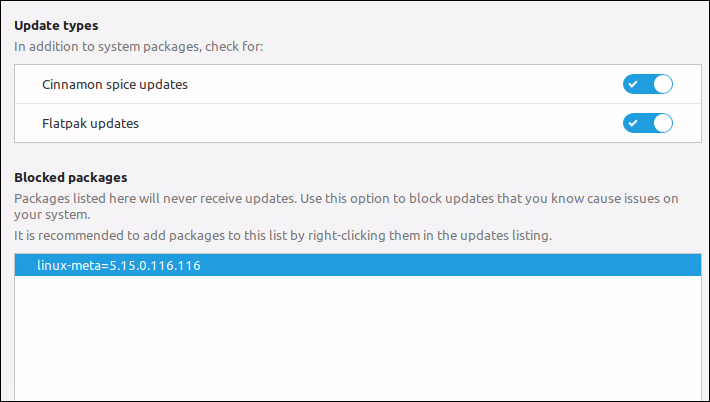 Update types
In addition to system packages, check for:
Cinnamon spice updates
Flatpak updates
Blocked packages
Packages listed here will never receive updates. Use this option to block updates that you know cause issues on
your system.
It is recommended to add packages to this list by right-clicking them in the updates listing.
linux-meta=5.15.0.116.116